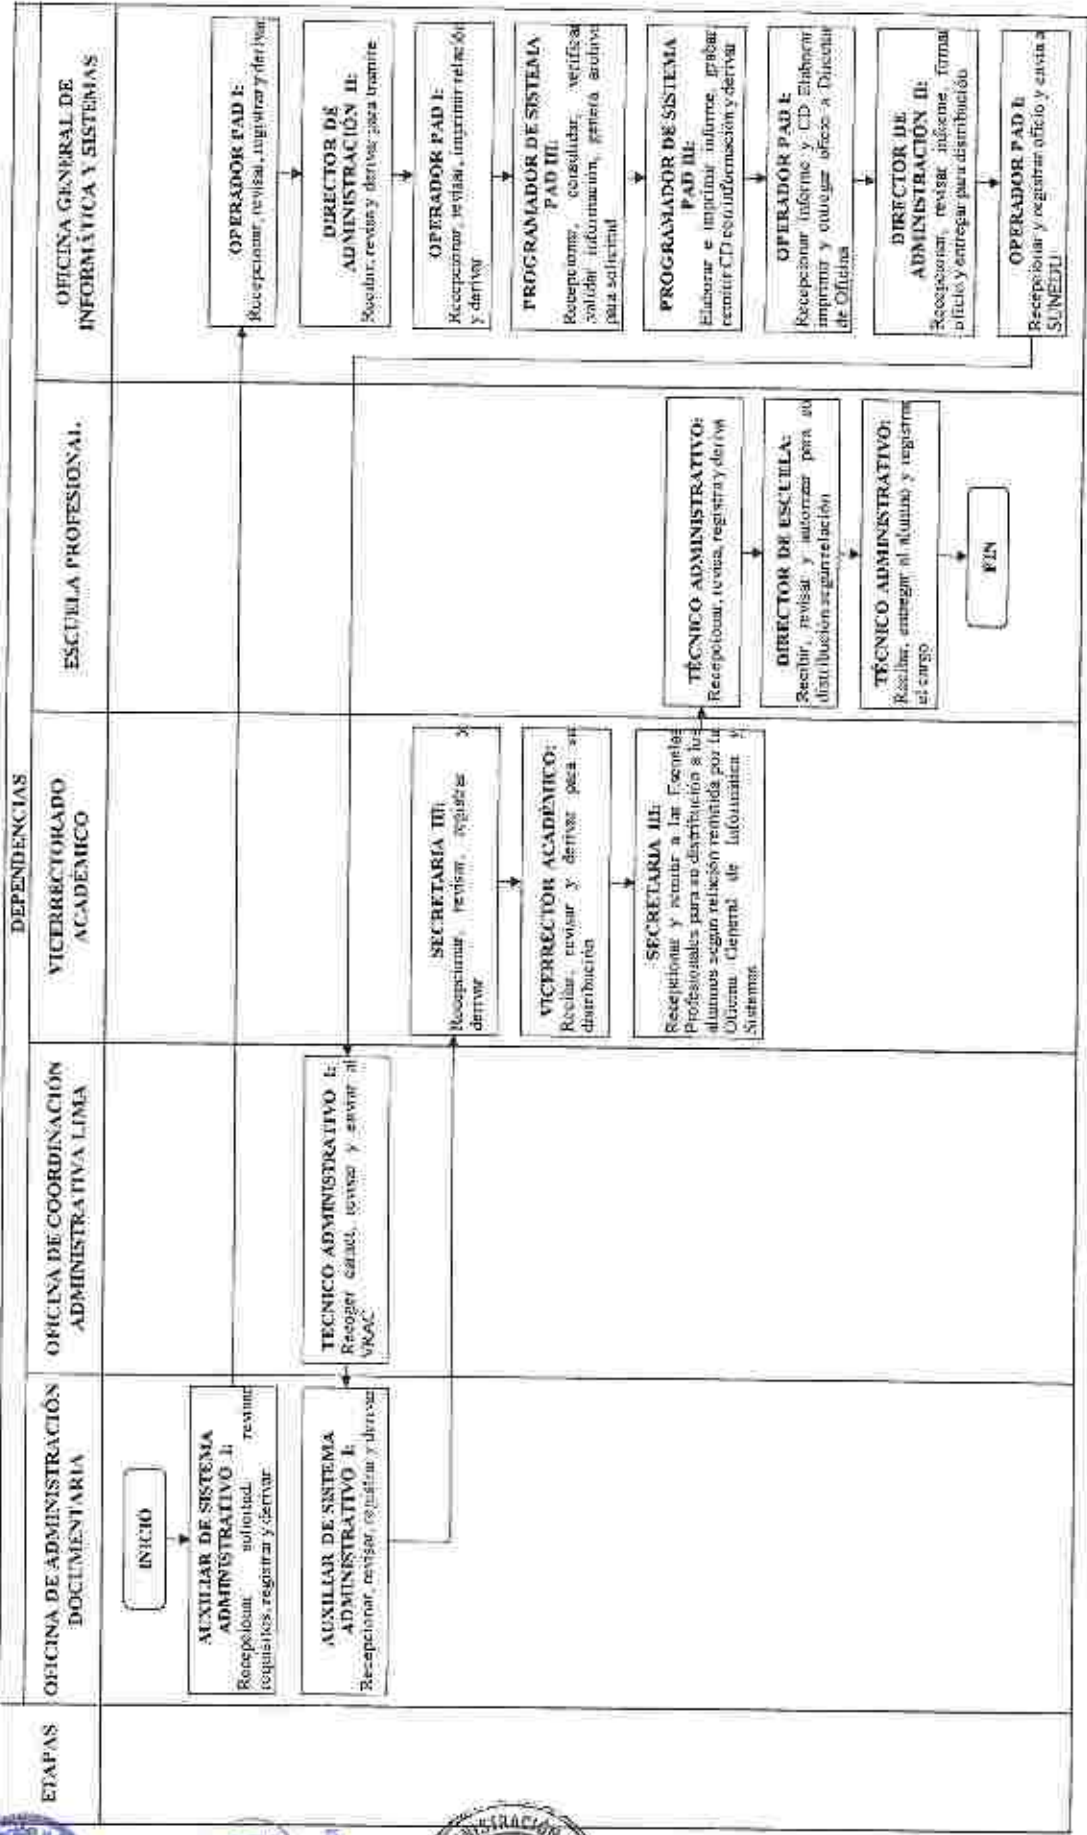 DEPENDENCIAS
ETAPAS
OFICINA DE ADMINISTRACIÓN
DOCUMENTARIA
OFICINA DE COORDINACIÓN
ADMINISTRATIVA LIMA
VICERRECTORADO
ACADÉMICO
ESCUELA PROFESIONAL
OFICINA GENERAL DE
INFORMÁTICA Y SISTEMAS
INICIO
AUXILIAR DE SISTEMA
ADMINISTRATIVO I:
Recepcionar solicitud, revisar
requisitos, registrar y derivar
OPERADOR PAD I:
Recepcionar, revisar, registrar y derivar
DIRECTOR DE
ADMINISTRACIÓN II:
Recibir, revisa y derivar para tramite
OPERADOR PAD I:
Recepcionar, revisar, imprimir relación
y derivar
PROGRAMADOR DE SISTEMA
PAD III:
Recepcionar, consolidar, verificar
validar información, genera archivo
para solicitud
PROGRAMADOR DE SISTEMA
PAD III:
Elaborar e imprimir informe, grabar
remitir CD con información y derivar
OPERADOR PAD I:
Recepcionar informe y CD Elaborar
imprimir y entregar oficio a Director
de Oficina
DIRECTOR DE
ADMINISTRACIÓN II:
Recepcionar, revisar informe, firmar
oficio y entregar para distribución
OPERADOR PAD I:
Recepcionar y registrar oficio y envía a
SUNEDU
TECNICO ADMINISTRATIVO I:
Recoger carnet, revisar y enviar al
VRAC
AUXILIAR DE SISTEMA
ADMINISTRATIVO I:
Recepcionar, revisar, registrar y derivar
SECRETARIA III:
Recepcionar, revisar, registrar y
derivar
VICERRECTOR ACADÉMICO:
Recibir, revisar y derivar para su
distribución
SECRETARIA III:
Recepcionar y remitir a las Escuelas
Profesionales para su distribución a los
alumnos según relación remitida por la
Oficina General de Informática y
Sistemas
TÉCNICO ADMINISTRATIVO:
Recepcionar, revisa, registra y deriva
DIRECTOR DE ESCUELA:
Recibir, revisar y autorizar para su
distribución según relación
TÉCNICO ADMINISTRATIVO:
Recibir, entregar al alumno y registrar
el cargo
FIN